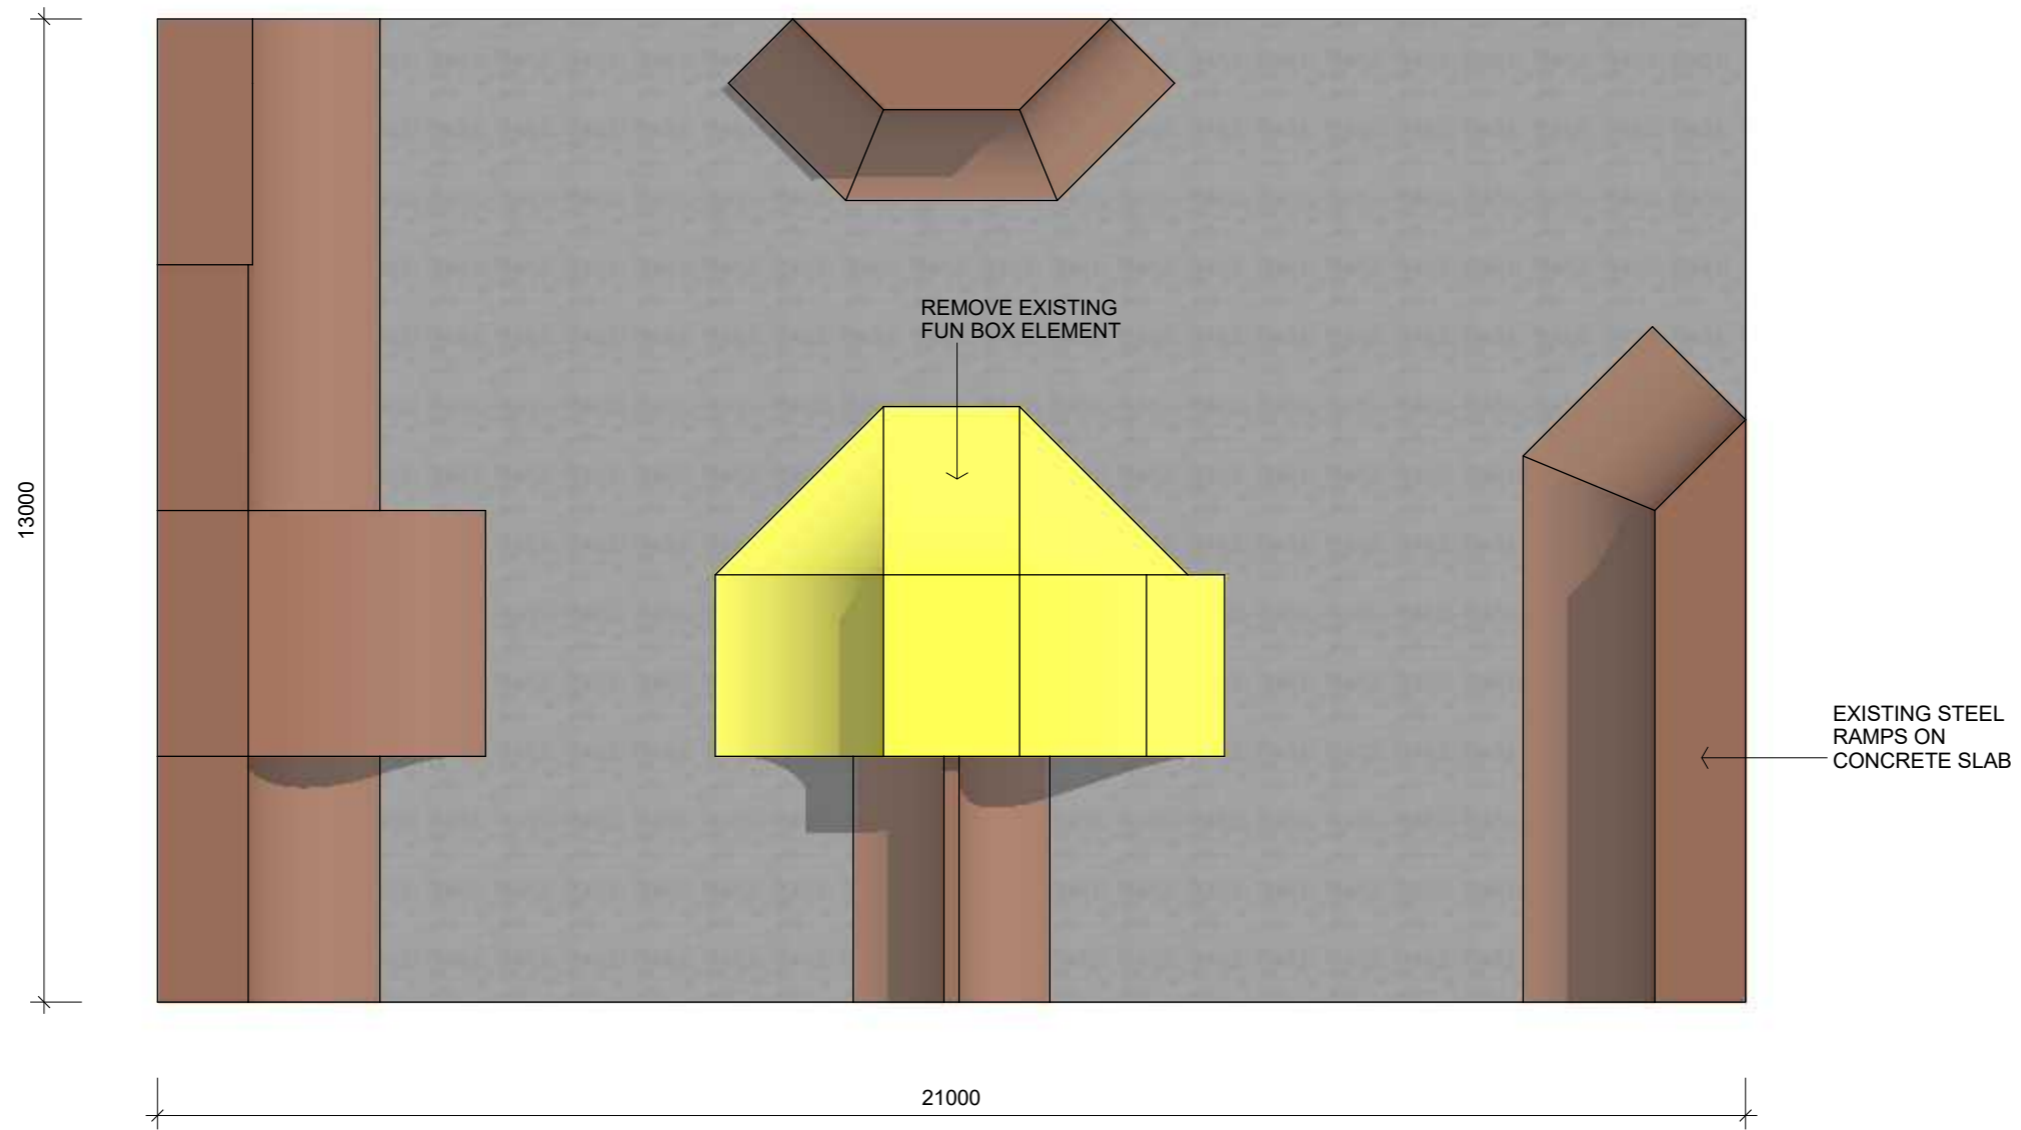 REMOVE EXISTING
FUN BOX ELEMENT
13000
EXISTING STEEL
RAMPS ON
CONCRETE SLAB
21000